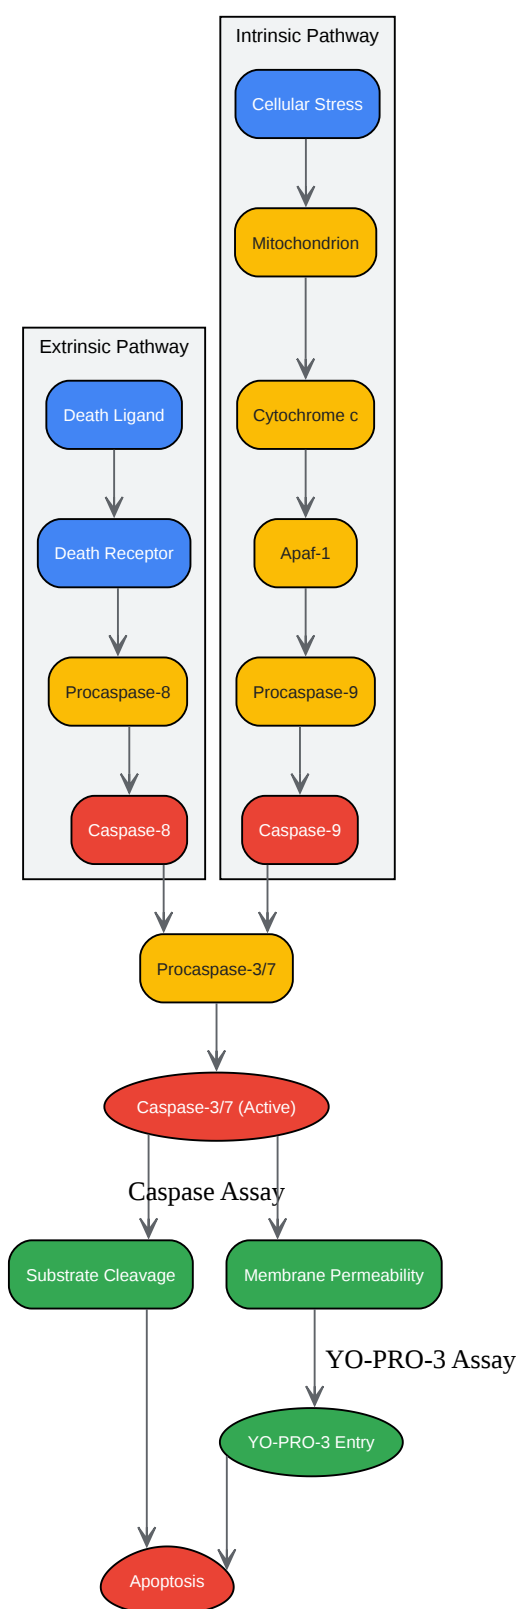 Intrinsic Pathway
Cellular Stress
Mitochondrion
Extrinsic Pathway
Death Ligand
Cytochrome c
Death Receptor
Apaf-1
Procaspase-8
Procaspase-9
Caspase-8
Caspase-9
Procaspase-3/7
Caspase-3/7 (Active)
Caspase Assay
Substrate Cleavage
Membrane Permeability
YO-PRO-3 Assay
YO-PRO-3 Entry
Apoptosis